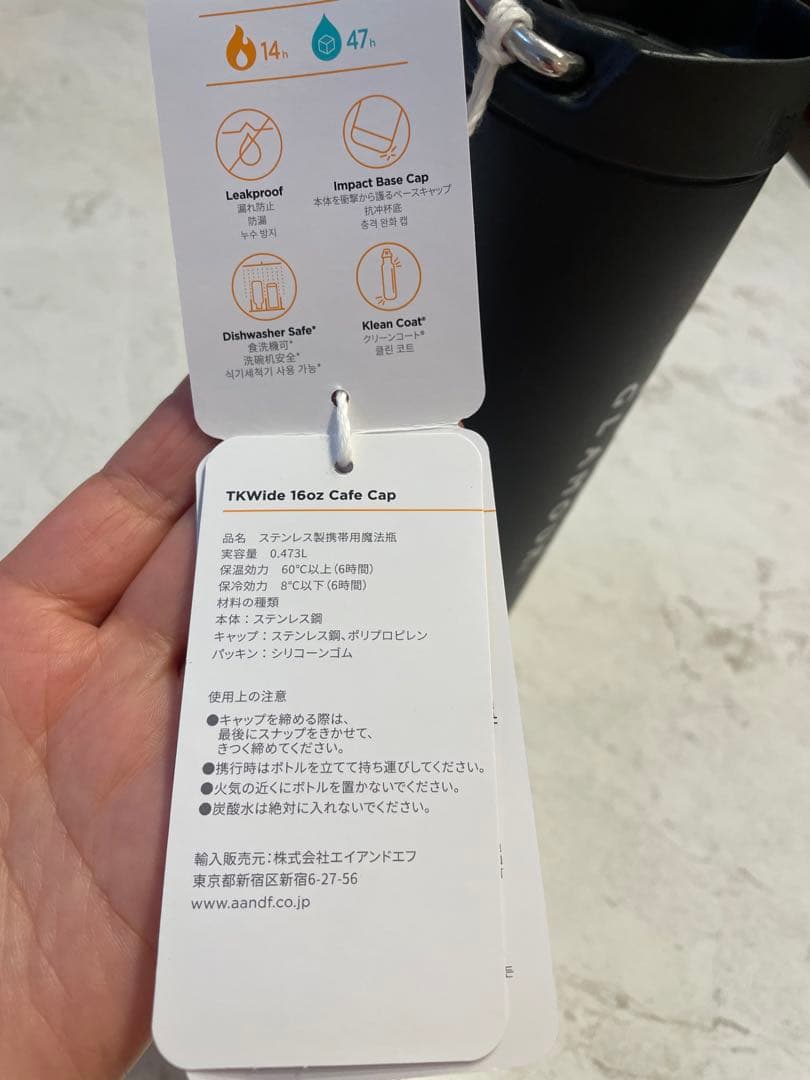 14h
47h
Leakproof
漏れ防止
防漏
누수 방지
Impact Base Cap
本体を衝撃から護るベースキャップ
抗冲杯底
충격 완화 캡
Dishwasher Safe*
食洗機可*
洗碗机安全*
식기세척기 사용 가능*
Klean Coat®
クリーンコート®
클린 코트
TKWide 16oz Cafe Cap
品名 ステンレス製携帯用魔法瓶
実容量 0.473L
保温効力 60℃以上(6時間)
保冷効力 8℃以下(6時間)
材料の種類
本体:ステンレス鋼
キャップ:ステンレス鋼、ポリプロピレン
パッキン:シリコーンゴム
使用上の注意
●キャップを締める際は、
最後にスナップをきかせて、
きつく締めてください。
●携行時はボトルを立てて持ち運びしてください。
●火気の近くにボトルを置かないでください。
●炭酸水は絶対に入れないでください。
輸入販売元:株式会社エイアンドエフ
東京都新宿区新宿6-27-56
www.aandf.co.jp